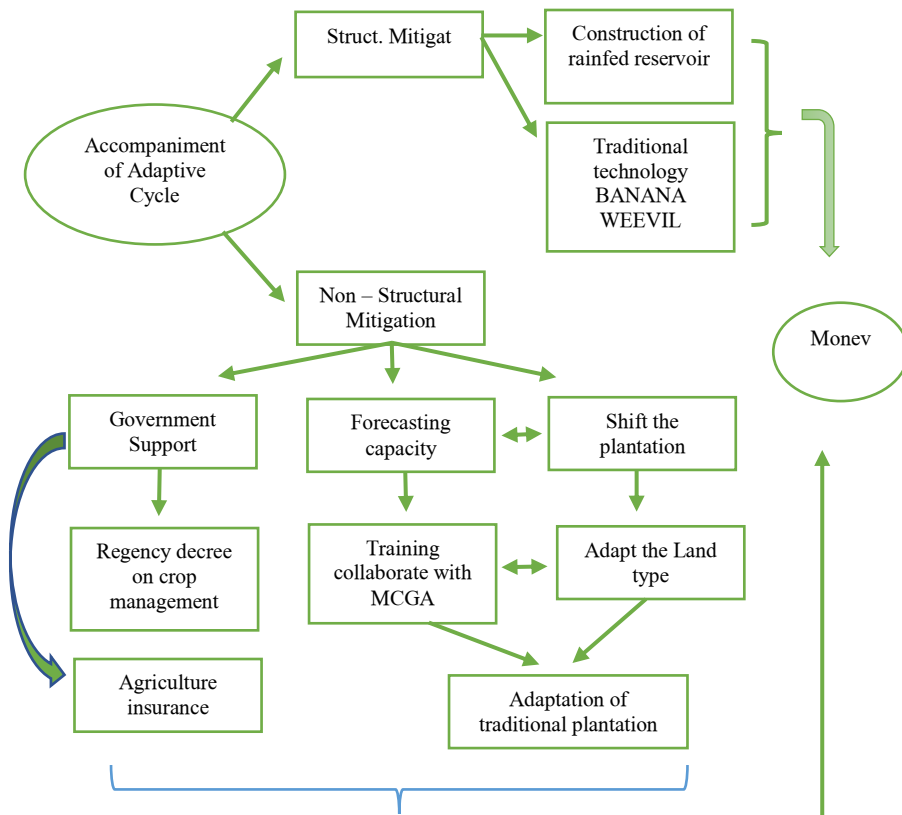 Struct. Mitigat
Construction of
rainfed reservoir
Accompaniment
of Adaptive
Cycle
Traditional
technology
BANANA
WEEVIL
Non – Structural
Mitigation
Monev
Government
Support
Forecasting
capacity
Shift the
plantation
Regency decree
on crop
management
Training
collaborate with
MCGA
Adapt the Land
type
Agriculture
insurance
Adaptation of
traditional plantation